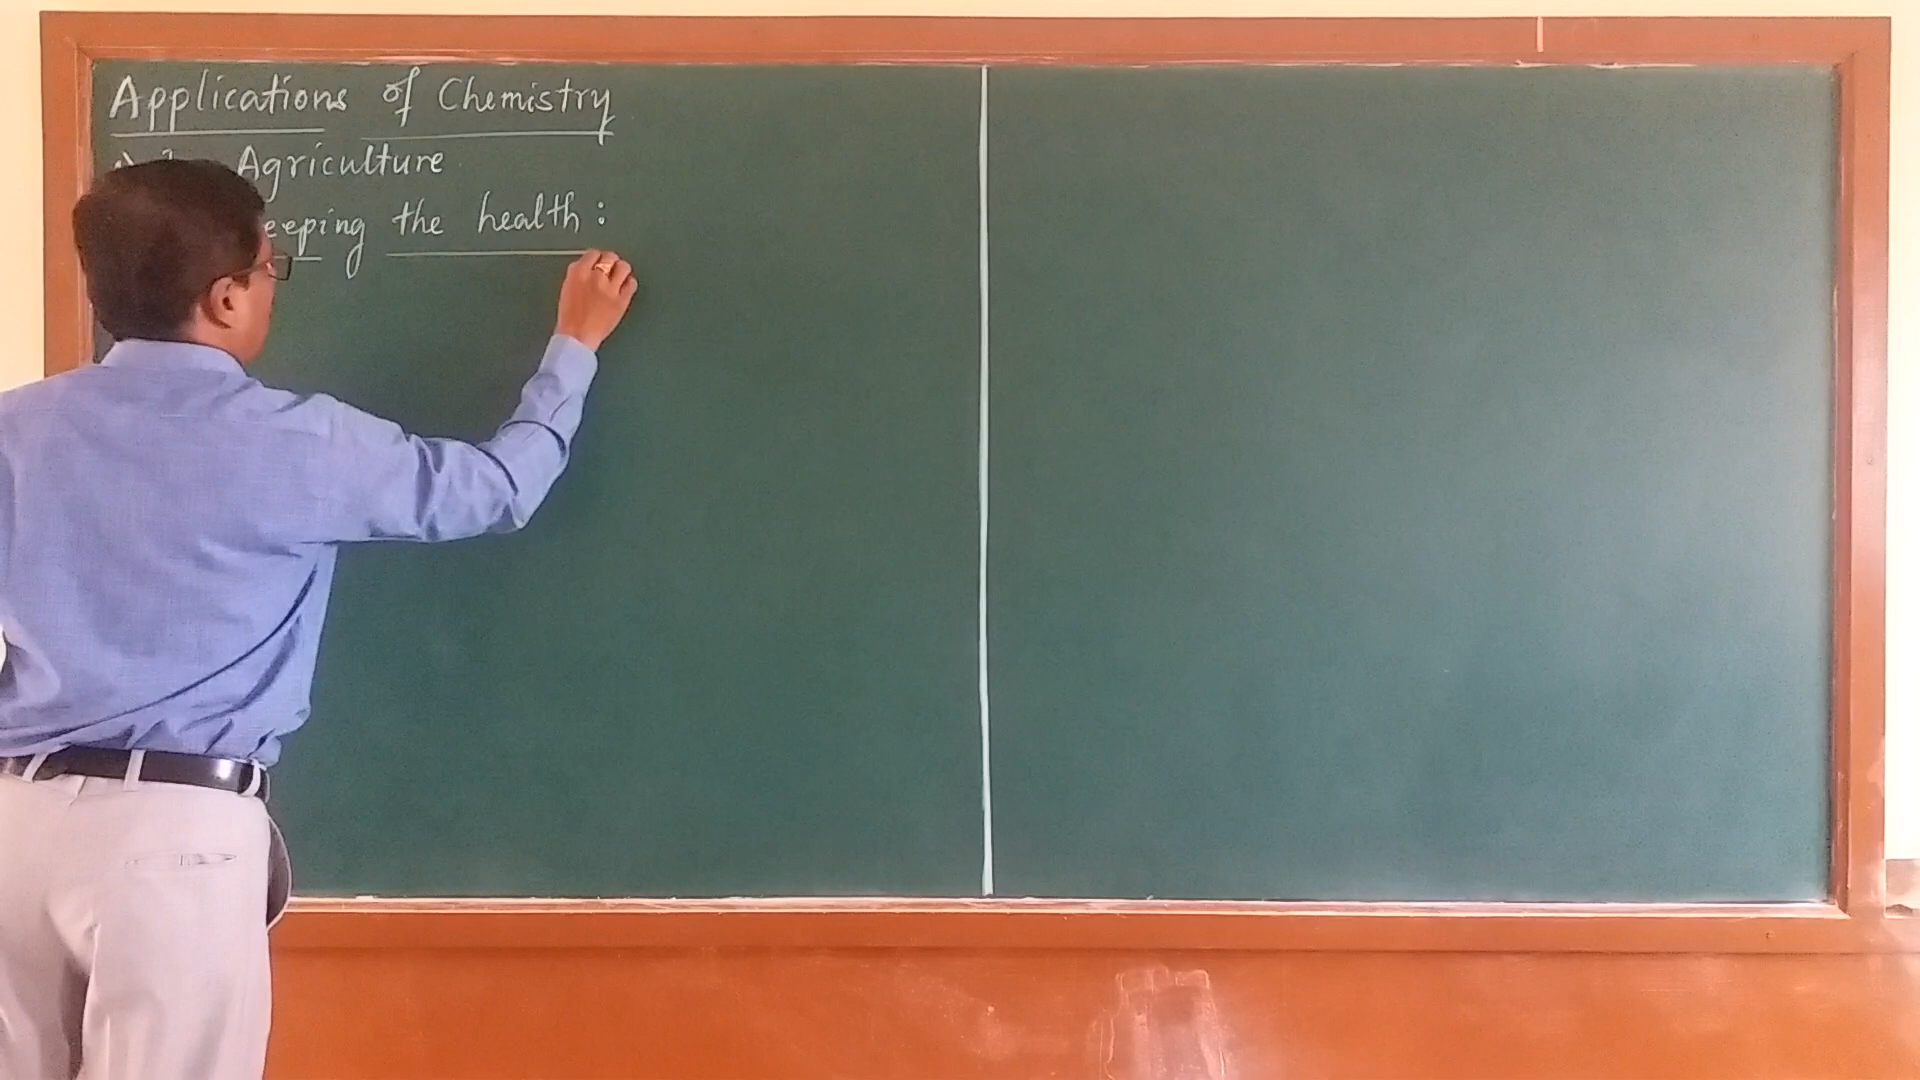 Applications of Chemistry
Agriculture
eeping the health: